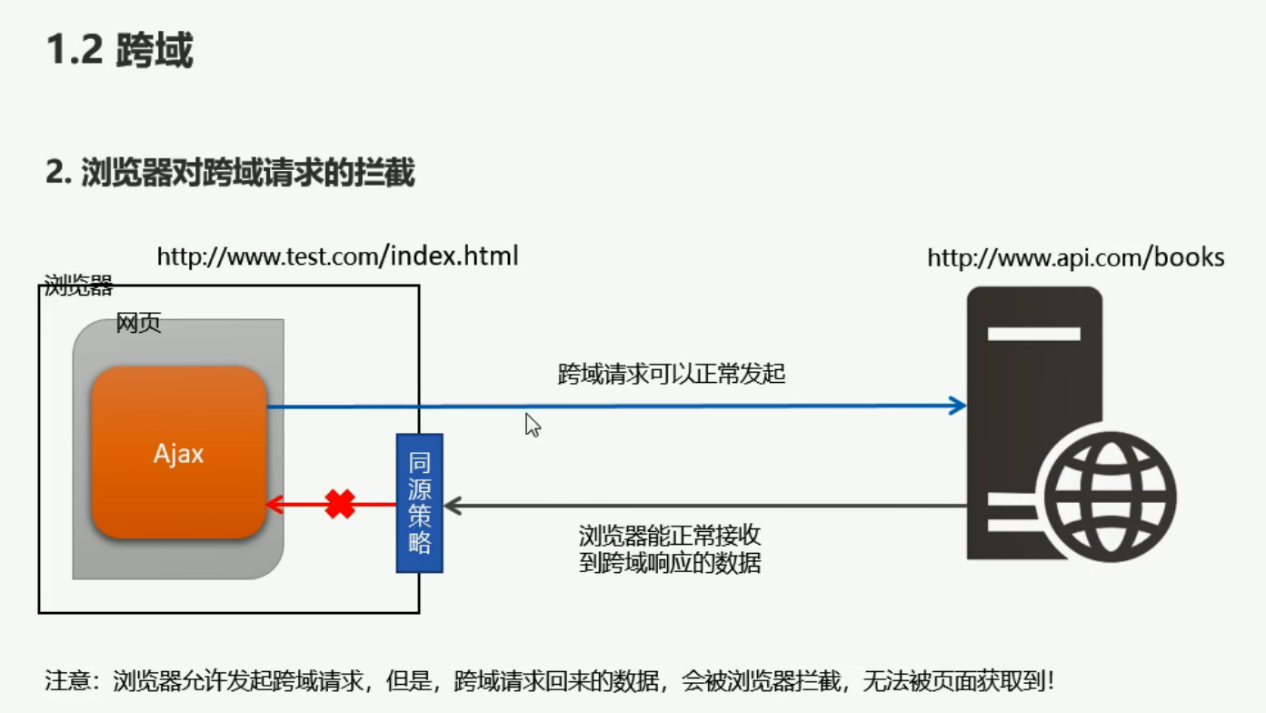 1.2 跨域
2. 浏览器对跨域请求的拦截
http://www.test.com/index.html
http://www.api.com/books
浏览器
网页
跨域请求可以正常发起
Ajax
同源策略
浏览器能正常接收
到跨域响应的数据
注意：浏览器允许发起跨域请求，但是，跨域请求回来的数据，会被浏览器拦截，无法被页面获取到！